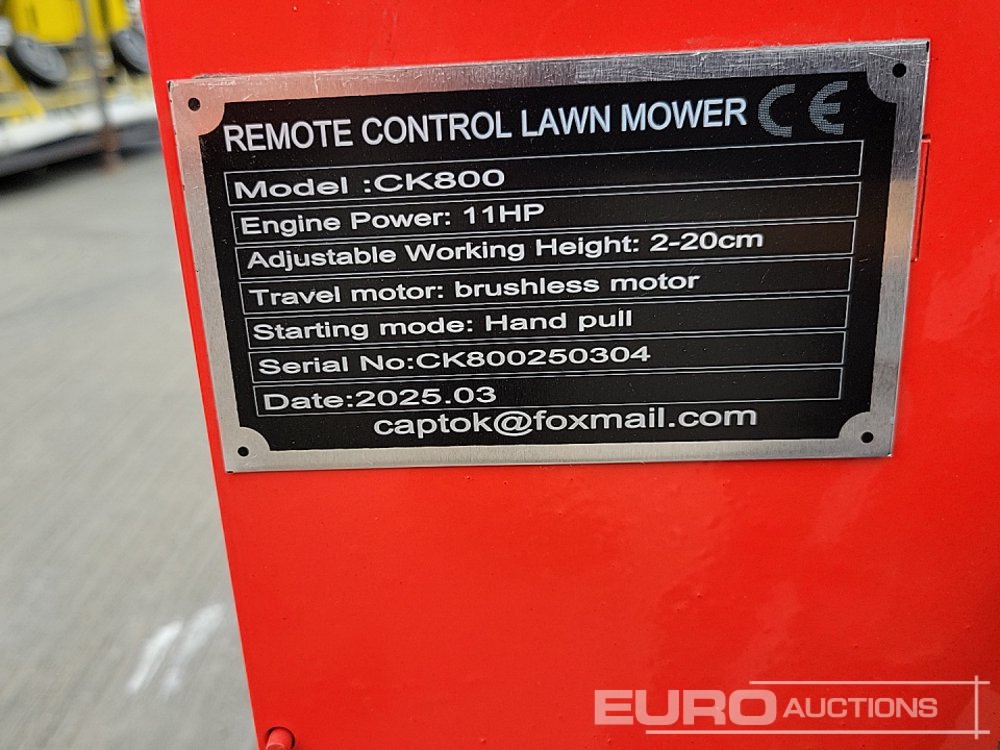 REMOTE CONTROL LAWN MOWER CE
Model :CK800
Engine Power: 11HP
Adjustable Working Height: 2-20cm
Travel motor: brushless motor
Starting mode: Hand pull
Serial No:CK800250304
Date:2025.03
captok@foxmail.com
EURO AUCTIONS